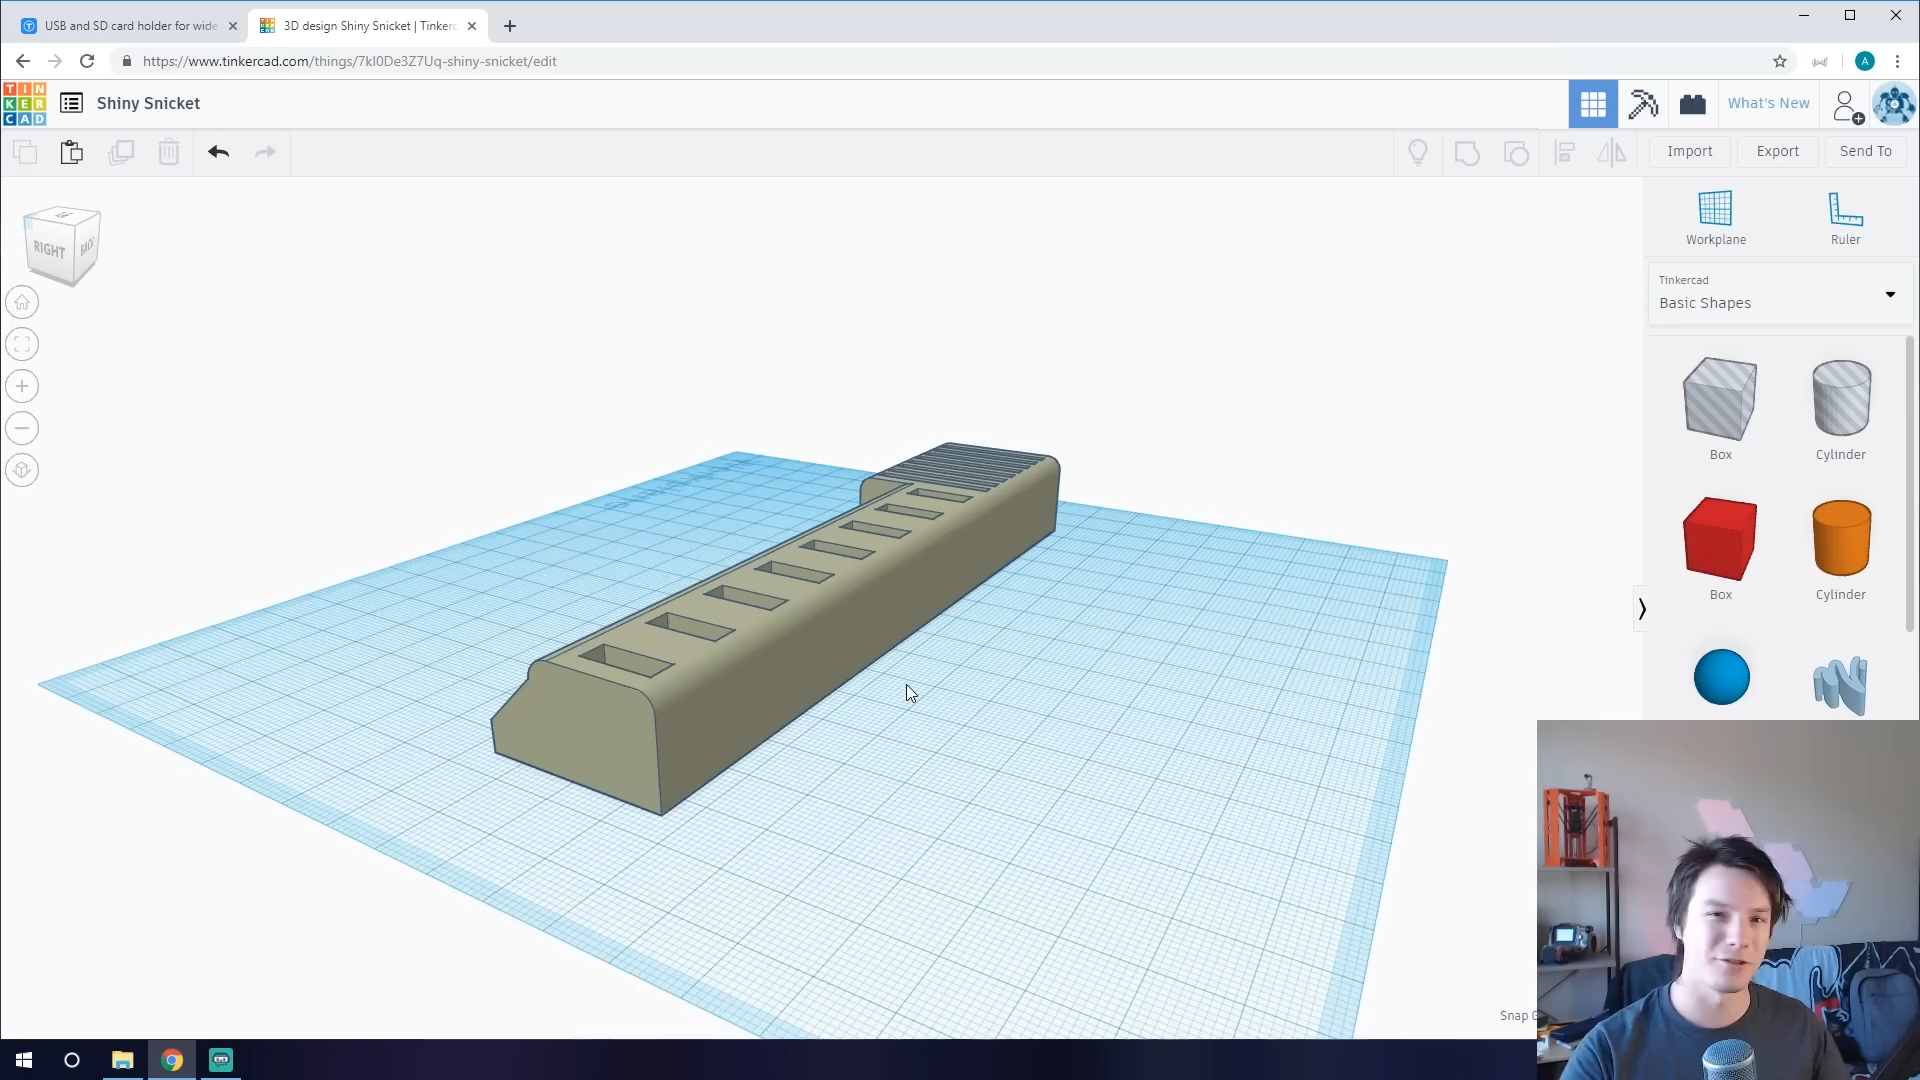 USB and SD card holder for wide
3D design Shiny Snicket | Tinkerc
https://www.tinkercad.com/things/7kl0De3Z7Uq-shiny-snicket/edit
A
TIN
KER
CAD
Shiny Snicket
What's New
Import
Export
Send To
RIGHT
BACK
Workplane
Ruler
Tinkercad
Basic Shapes
Box
Cylinder
Box
Cylinder
Snap G